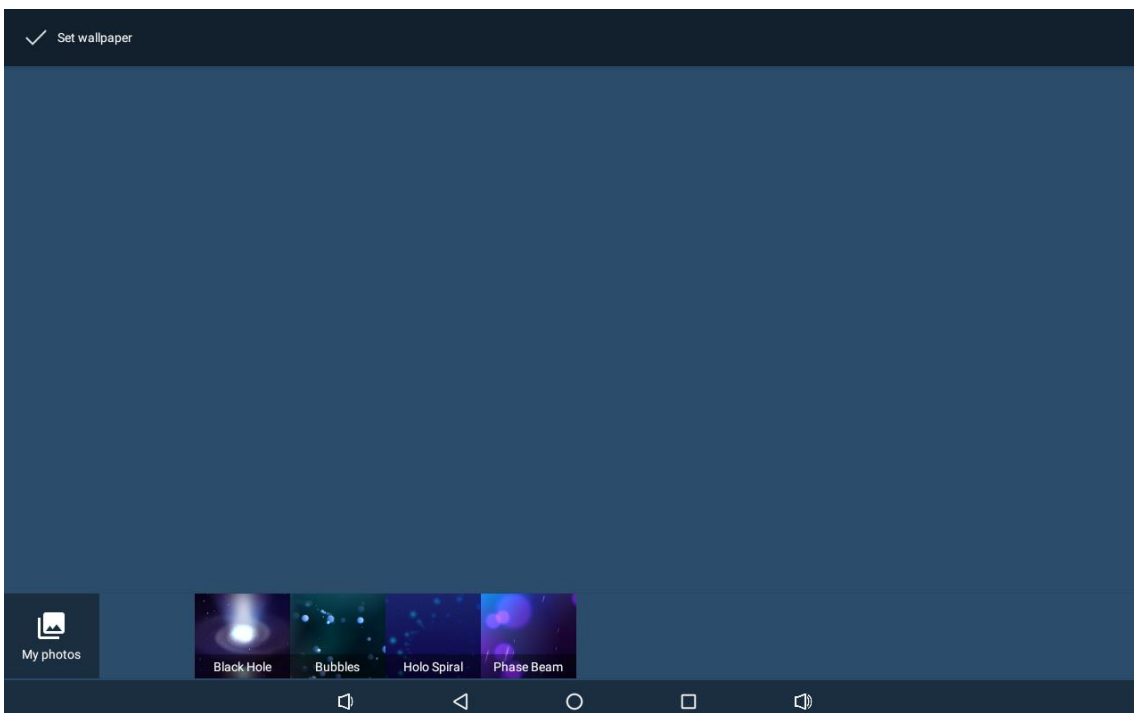 Set wallpaper
My photos
Black Hole
Bubbles
Holo Spiral
Phase Beam